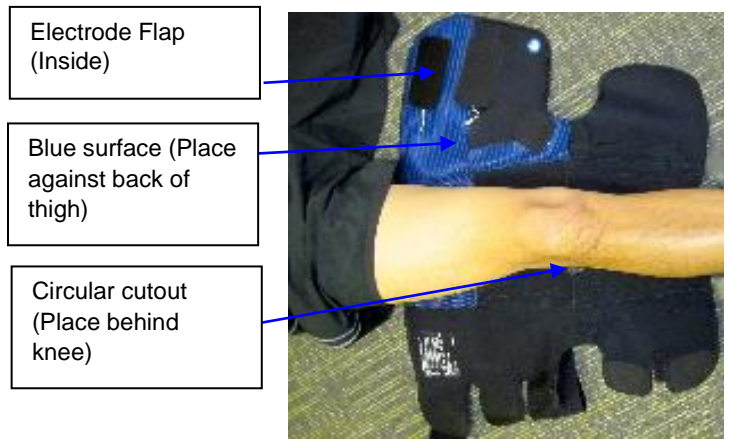 Electrode Flap
(Inside)
Blue surface (Place
against back of
thigh)
Circular cutout
(Place behind
knee)